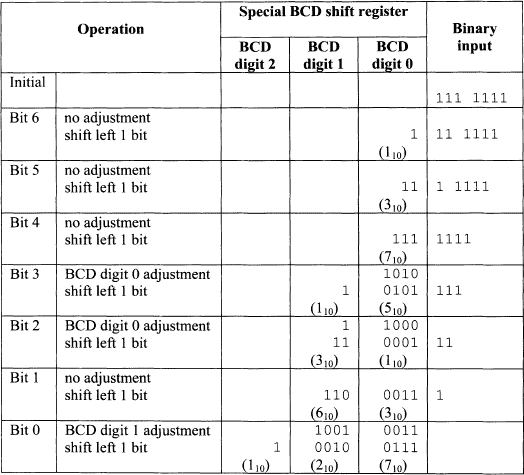 Operation Special BCD shift register Binary input
BCD digit 2 BCD digit 1 BCD digit 0
Initial 111 1111
Bit 6 no adjustment
shift left 1 bit 1 11 1111
(1₁₀)
Bit 5 no adjustment
shift left 1 bit 11 1 1111
(3₁₀)
Bit 4 no adjustment
shift left 1 bit 111 1111
(7₁₀)
Bit 3 BCD digit 0 adjustment 1010
shift left 1 bit 1 0101 111
(1₁₀) (5₁₀)
Bit 2 BCD digit 0 adjustment 1 1000
shift left 1 bit 11 0001 11
(3₁₀) (1₁₀)
Bit 1 no adjustment
shift left 1 bit 110 0011 1
(6₁₀) (3₁₀)
Bit 0 BCD digit 1 adjustment 1001 0011
shift left 1 bit 1 0010 0111
(1₁₀) (2₁₀) (7₁₀)